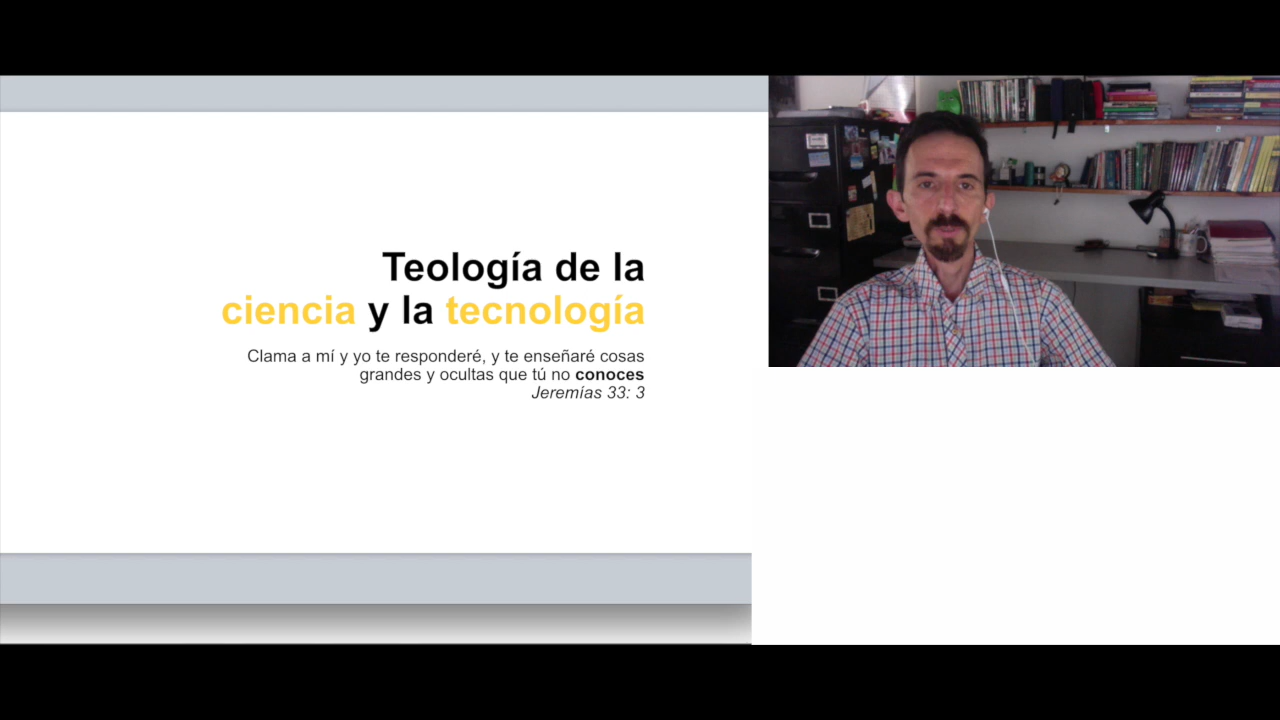 Teología de la
ciencia y la tecnología
Clama a mí y yo te responderé, y te enseñaré cosas
grandes y ocultas que tú no conoces
Jeremías 33: 3